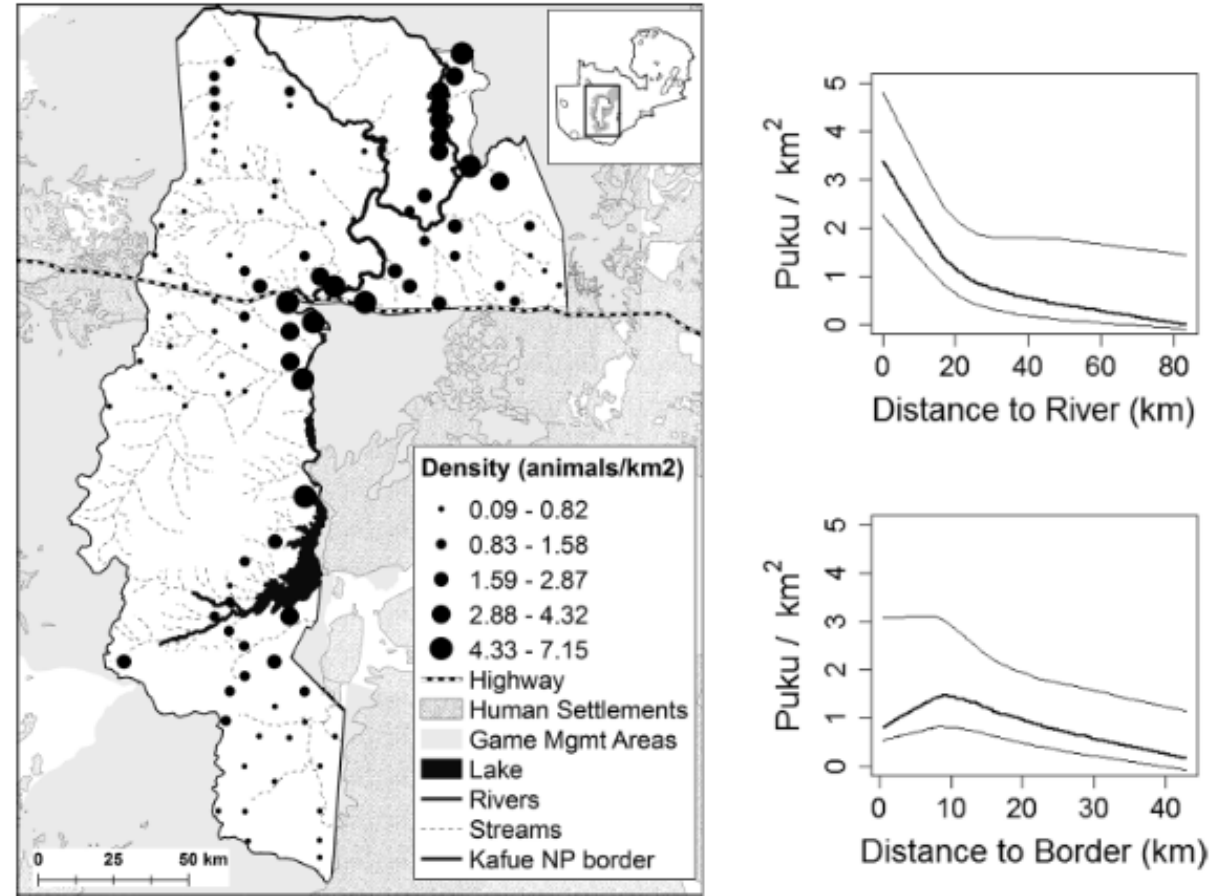 Density (animals/km2)
0.09 - 0.82
0.83 - 1.58
1.59 - 2.87
2.88 - 4.32
4.33 - 7.15
Highway
Human Settlements
Game Mgmt Areas
Lake
Rivers
Streams
Kafue NP border
0 25 50 km
Puku / km²
5
4
3
2
1
0
0 20 40 60 80
Distance to River (km)
Puku / km²
5
4
3
2
1
0
0 10 20 30 40
Distance to Border (km)